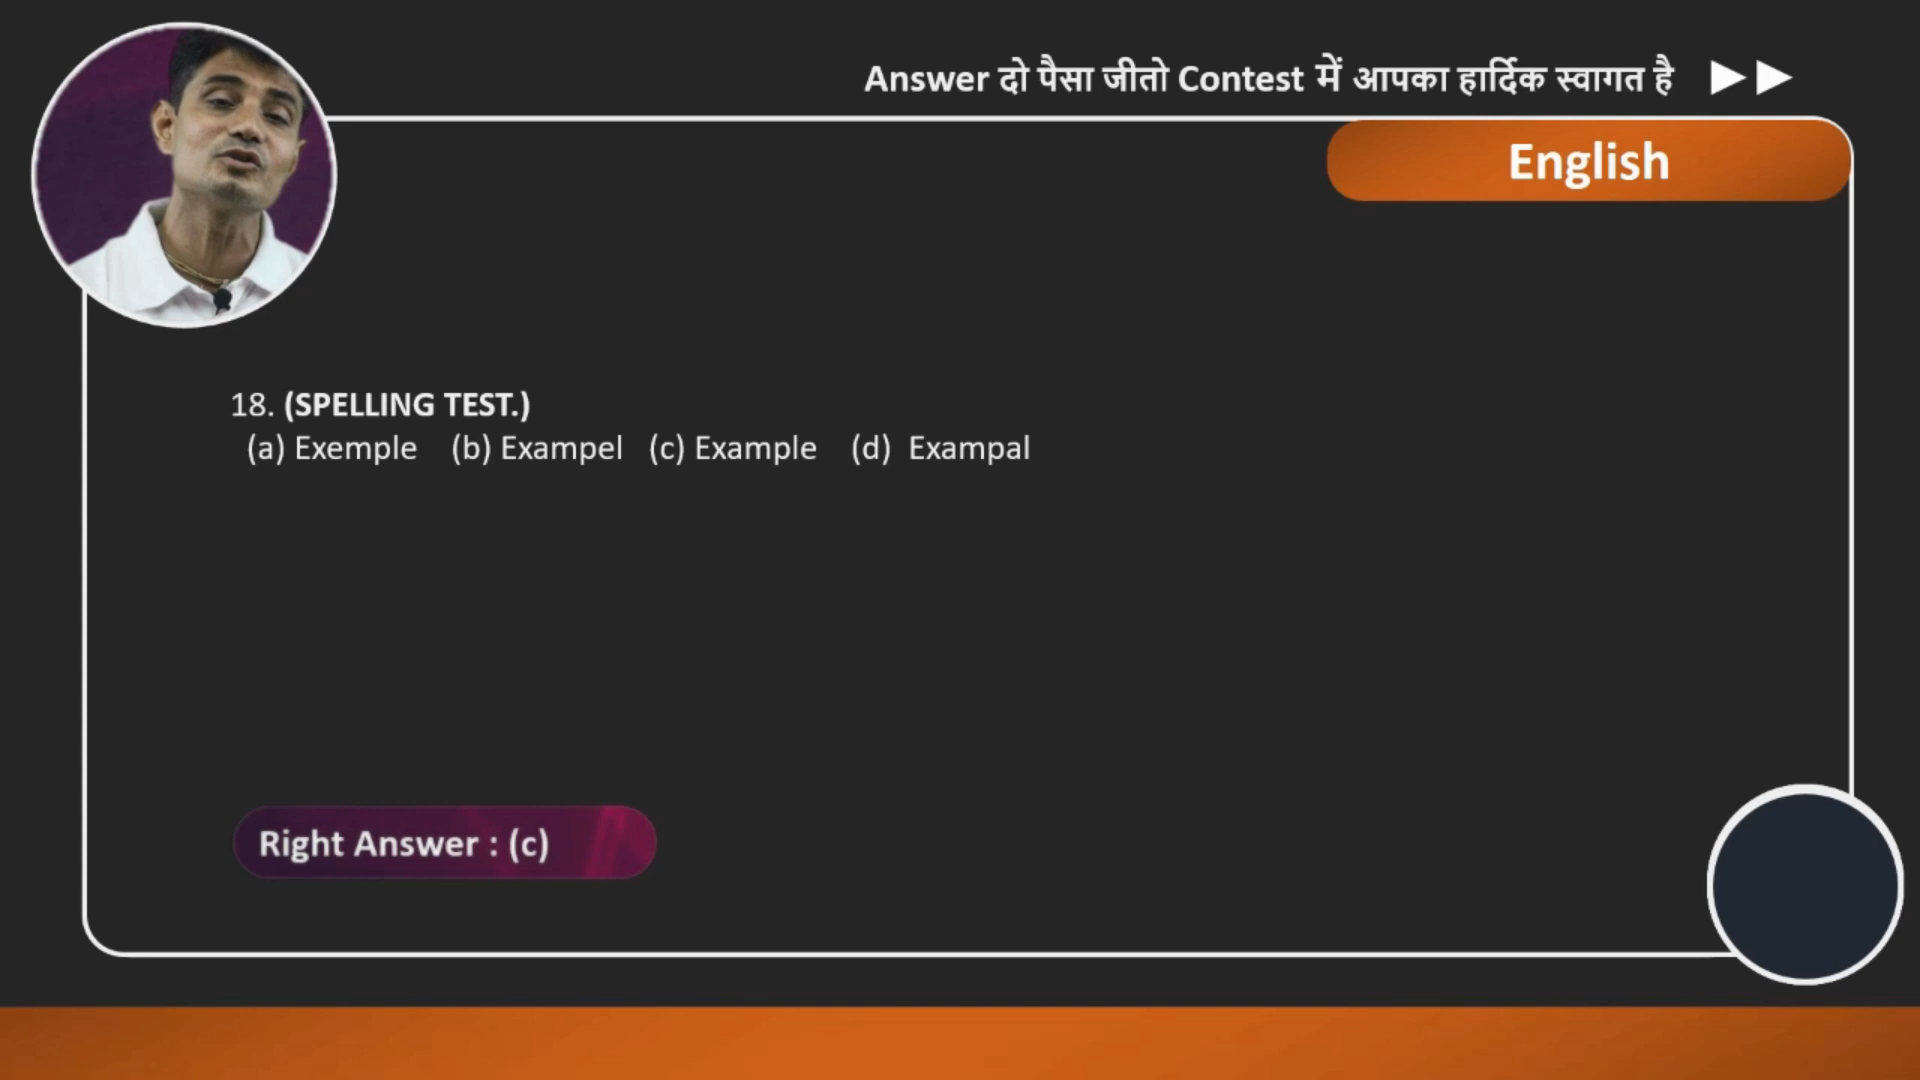 Answer दो पैसा जीतो Contest में आपका हार्दिक स्वागत है
English
18. (SPELLING TEST.)
(a) Exemple (b) Exampel (c) Example (d) Exampal
Right Answer : (c)